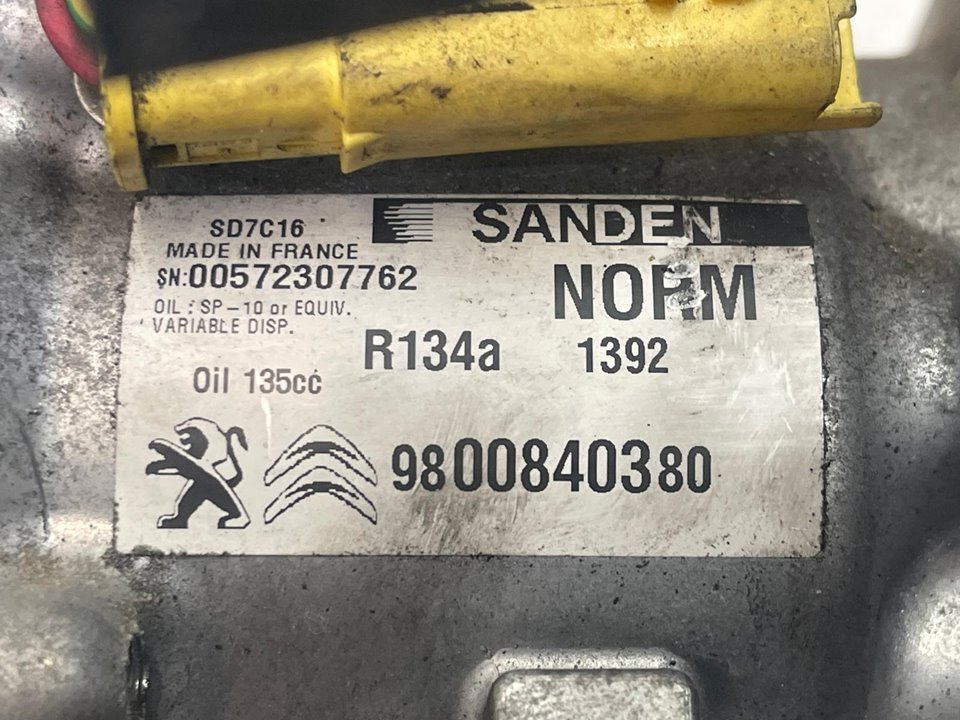 SD7C16
SANDEN
MADE IN FRANCE
SN:00572307762
NORM
OIL : SP-10 or EQUIV.
VARIABLE DISP.
R134a 1392
Oil 135cc
9800840380